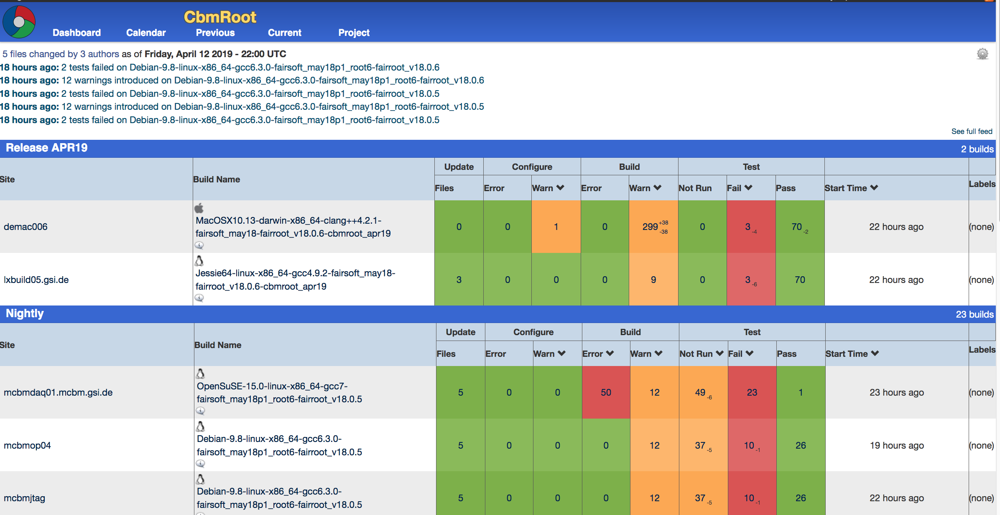 CbmRoot
Dashboard Calendar Previous Current Project
5 files changed by 3 authors as of Friday, April 12 2019 - 22:00 UTC
18 hours ago: 2 tests failed on Debian-9.8-linux-x86_64-gcc6.3.0-fairsoft_may18p1_root6-fairroot_v18.0.6
18 hours ago: 12 warnings introduced on Debian-9.8-linux-x86_64-gcc6.3.0-fairsoft_may18p1_root6-fairroot_v18.0.6
18 hours ago: 2 tests failed on Debian-9.8-linux-x86_64-gcc6.3.0-fairsoft_may18p1_root6-fairroot_v18.0.5
18 hours ago: 12 warnings introduced on Debian-9.8-linux-x86_64-gcc6.3.0-fairsoft_may18p1_root6-fairroot_v18.0.5
18 hours ago: 2 tests failed on Debian-9.8-linux-x86_64-gcc6.3.0-fairsoft_may18p1_root6-fairroot_v18.0.5
See full feed
Release APR19 2 builds
Update Configure Build Test
Site Build Name Labels
Files Error Warn Error Warn Not Run Fail Pass Start Time
MacOSX10.13-darwin-x86_64-clang++4.2.1-
demac006 0 0 1 0 299 +38 -38 0 3 -4 70 -2 22 hours ago (none)
fairsoft_may18-fairroot_v18.0.6-cbmroot_apr19
Jessie64-linux-x86_64-gcc4.9.2-fairsoft_may18-
lxbuild05.gsi.de 3 0 0 0 9 0 3 -6 70 22 hours ago (none)
fairroot_v18.0.6-cbmroot_apr19
Nightly 23 builds
Update Configure Build Test
Site Build Name Labels
Files Error Warn Error Warn Not Run Fail Pass Start Time
OpenSuSE-15.0-linux-x86_64-gcc7-
mcbmdaq01.mcbm.gsi.de 5 0 0 50 12 49 -6 23 1 23 hours ago (none)
fairsoft_may18p1_root6-fairroot_v18.0.5
Debian-9.8-linux-x86_64-gcc6.3.0-
mcbmop04 5 0 0 0 12 37 -5 10 -1 26 19 hours ago (none)
fairsoft_may18p1_root6-fairroot_v18.0.5
Debian-9.8-linux-x86_64-gcc6.3.0-
mcbmjtag 5 0 0 0 12 37 -5 10 -1 26 22 hours ago (none)
fairsoft_may18p1_root6-fairroot_v18.0.5